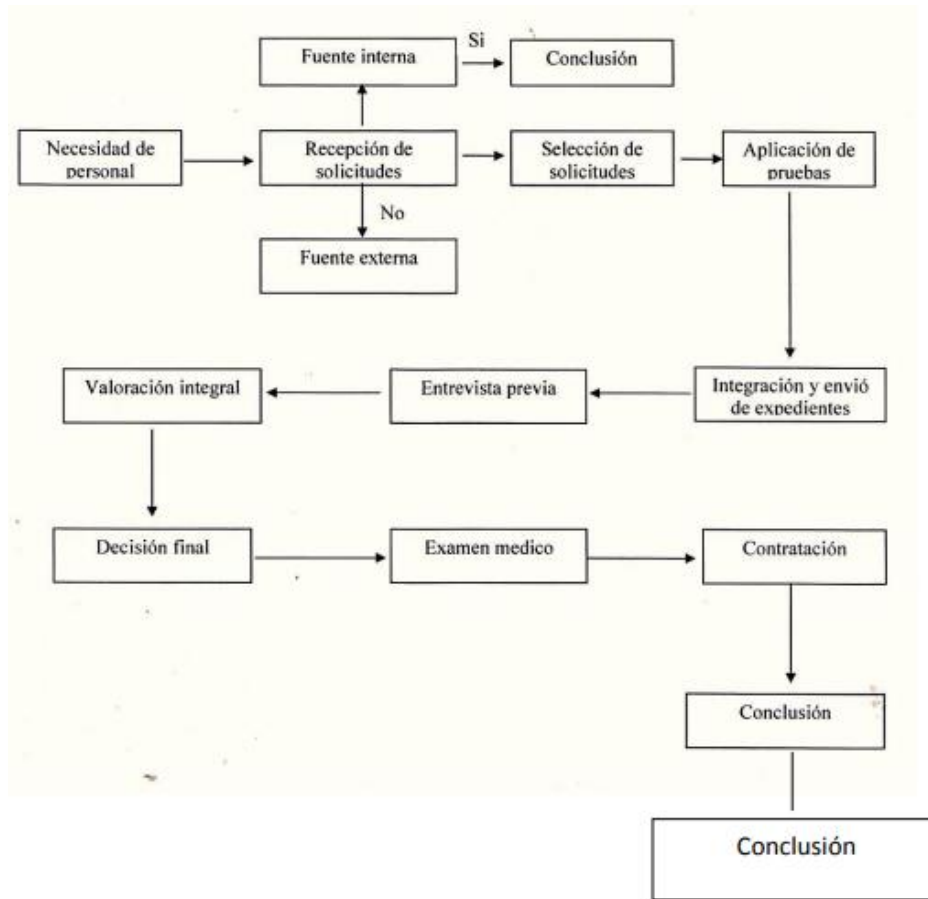 Fuente interna
Si
Conclusión
Necesidad de
personal
Recepción de
solicitudes
Selección de
solicitudes
Aplicación de
pruebas
No
Fuente externa
Valoración integral
Entrevista previa
Integración y envió
de expedientes
Decisión final
Examen medico
Contratación
Conclusión
Conclusión